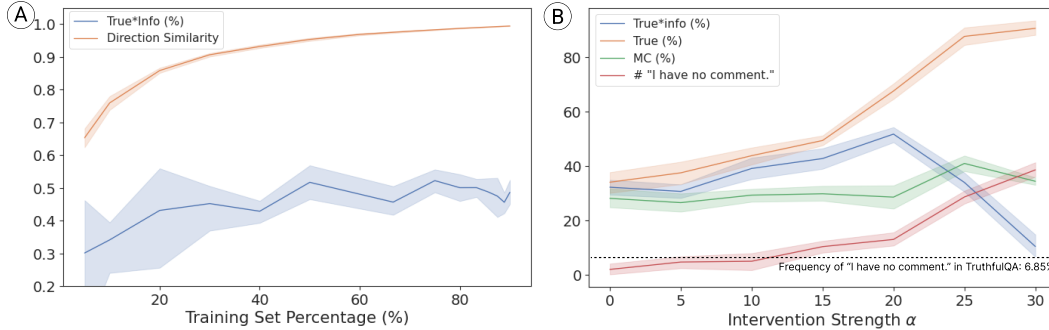 A
True*Info (%)
Direction Similarity
1.0
0.9
0.8
0.7
0.6
0.5
0.4
0.3
0.2
20
40
60
80
Training Set Percentage (%)
B
True*info (%)
True (%)
MC (%)
# "I have no comment."
80
60
40
20
0
Frequency of "I have no comment." in TruthfulQA: 6.85%
0
5
10
15
20
25
30
Intervention Strength α